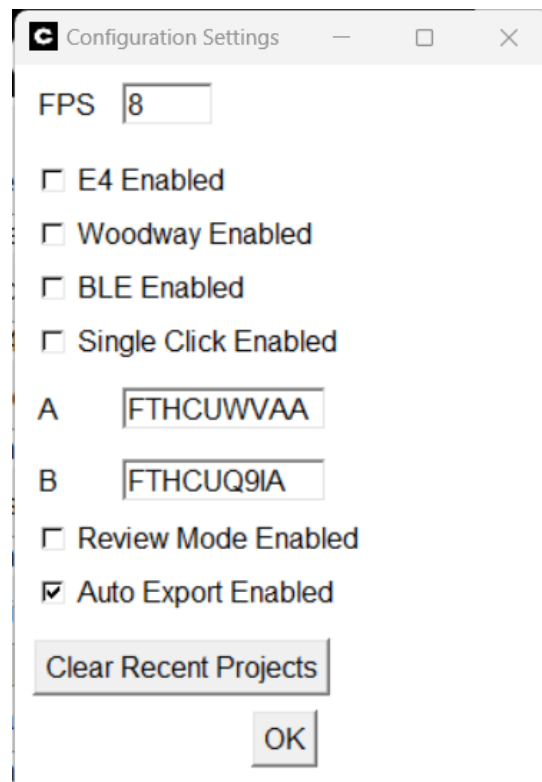 C Configuration Settings
FPS 8
E4 Enabled
Woodway Enabled
BLE Enabled
Single Click Enabled
A FTHCUWVAA
B FTHCUQ9IA
Review Mode Enabled
Auto Export Enabled
Clear Recent Projects
OK